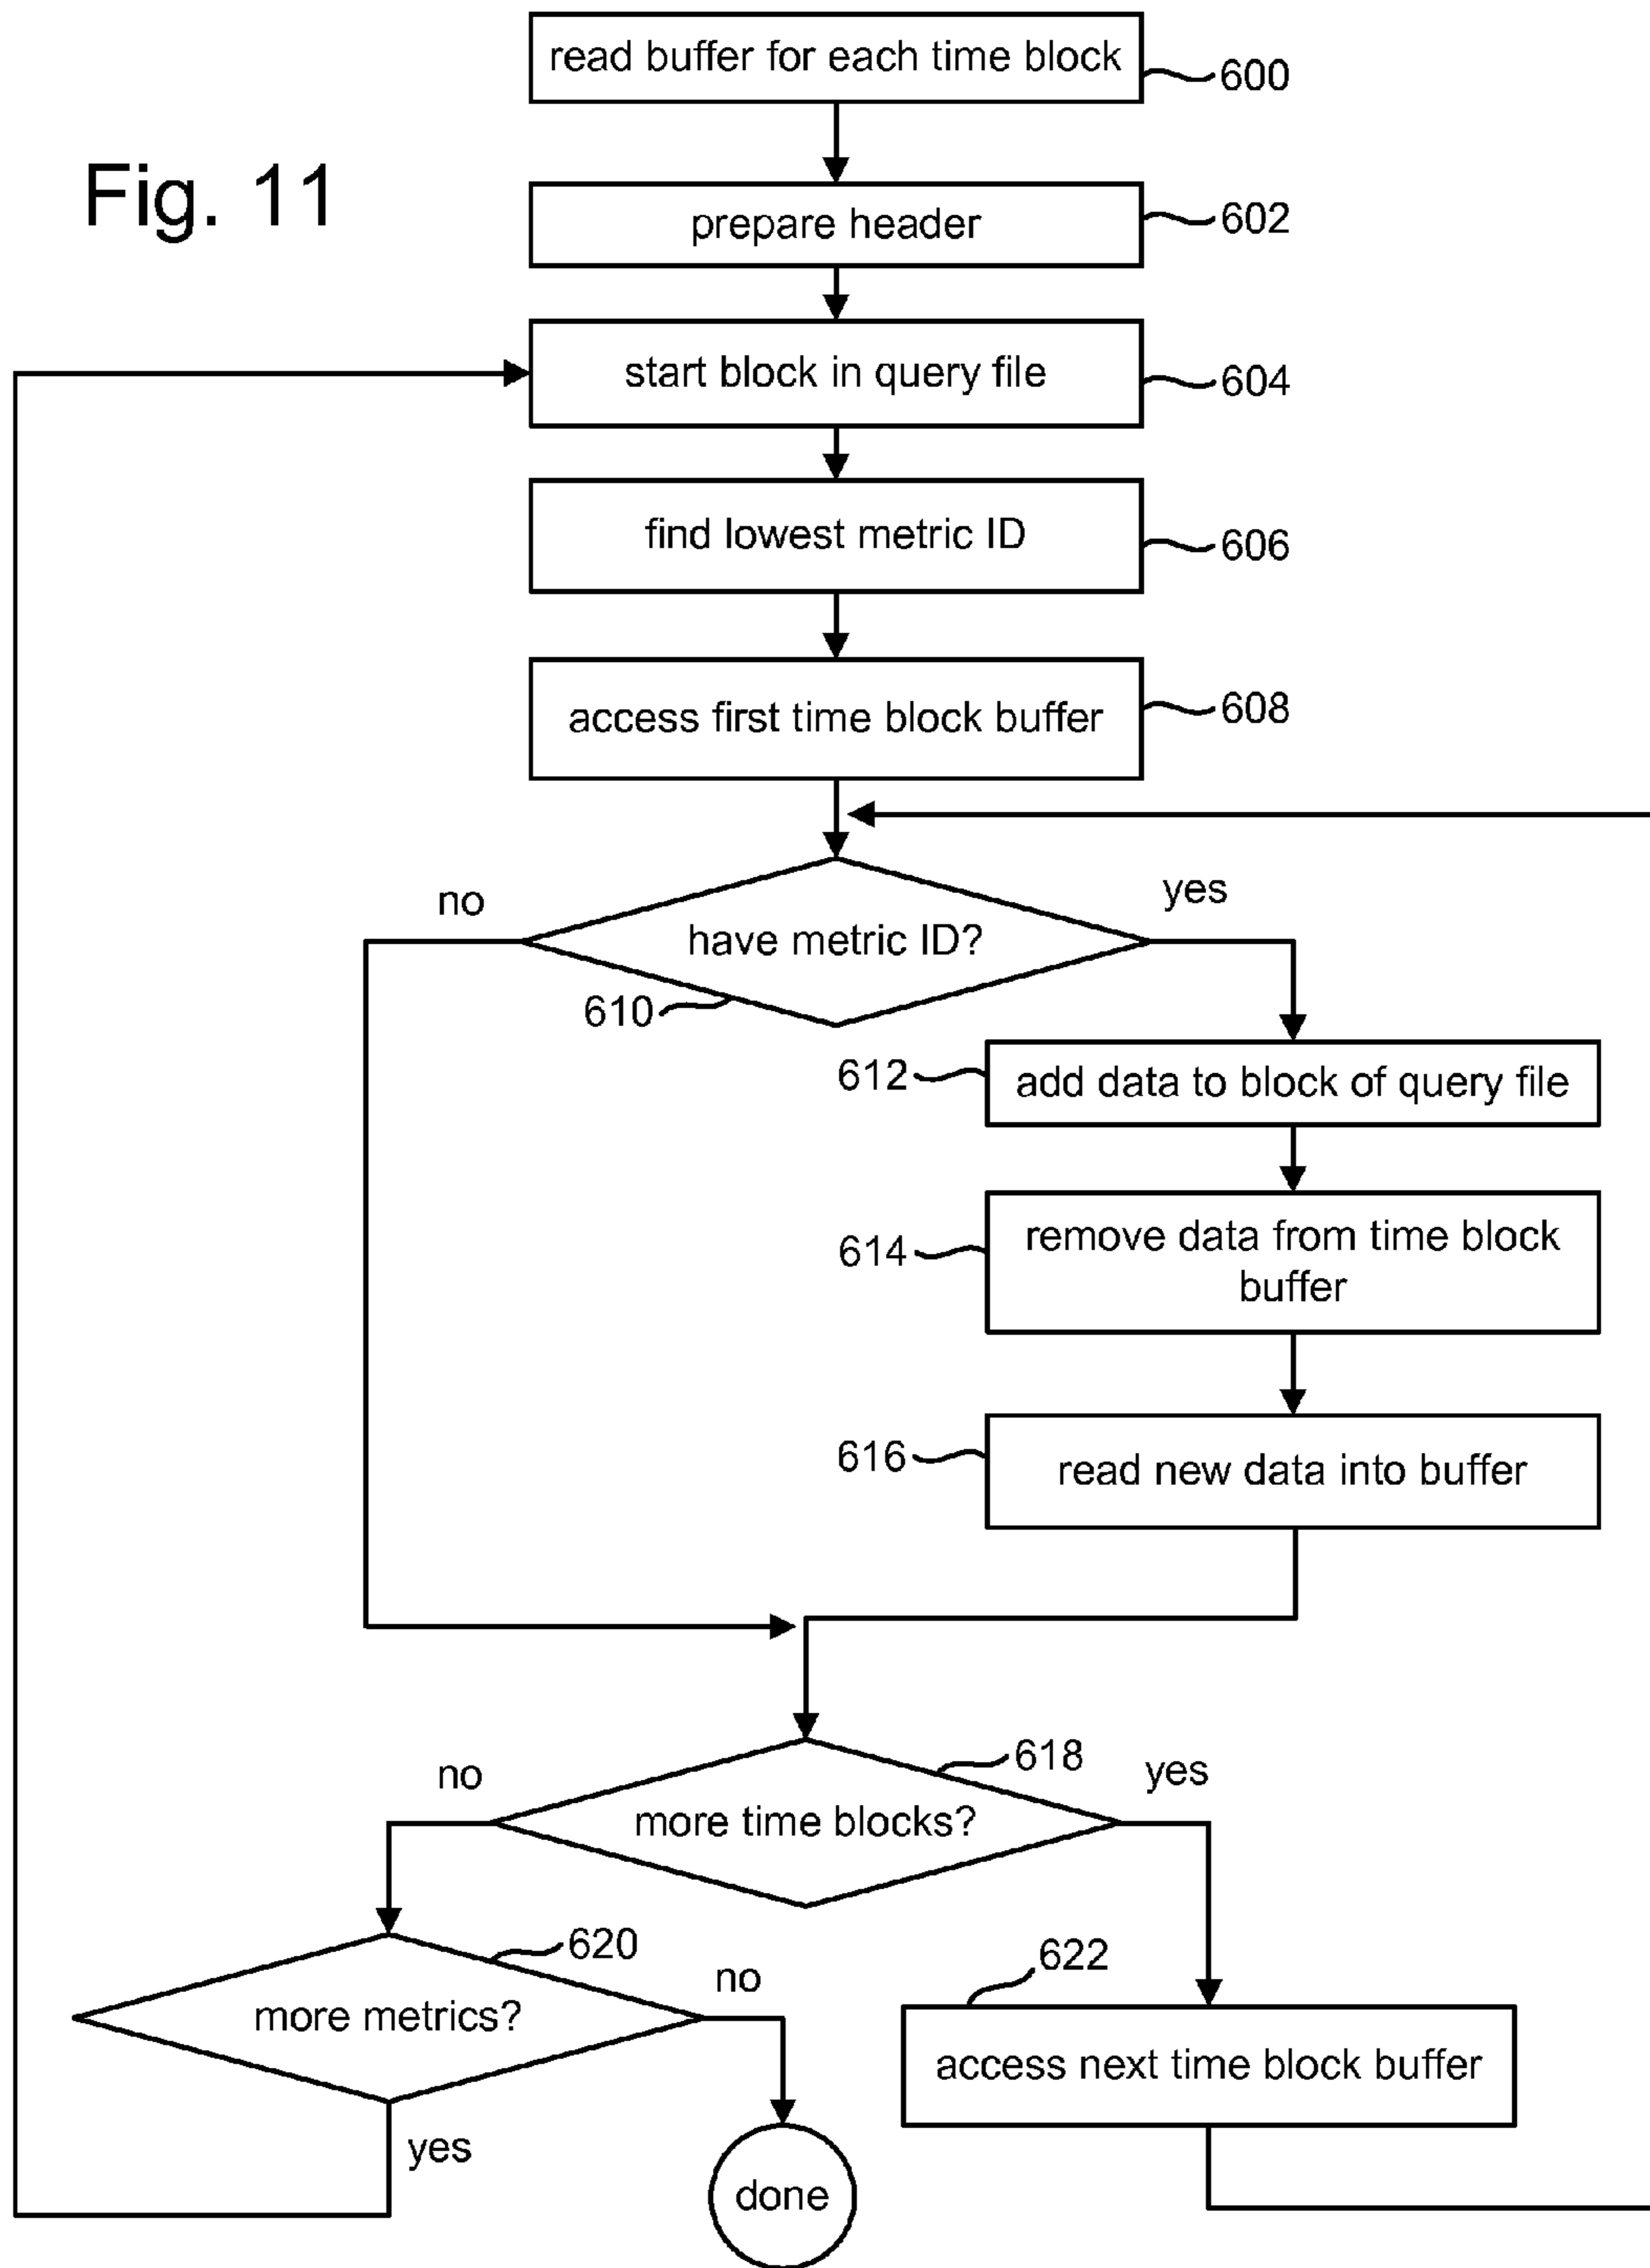 read buffer for each time block
600
Fig. 11
prepare header
602
start block in query file
604
find lowest metric ID
606
access first time block buffer
608
no
yes
have metric ID?
610
612
add data to block of query file
614
remove data from time block
buffer
616
read new data into buffer
618
no
yes
more time blocks?
620
no
622
more metrics?
access next time block buffer
yes
done